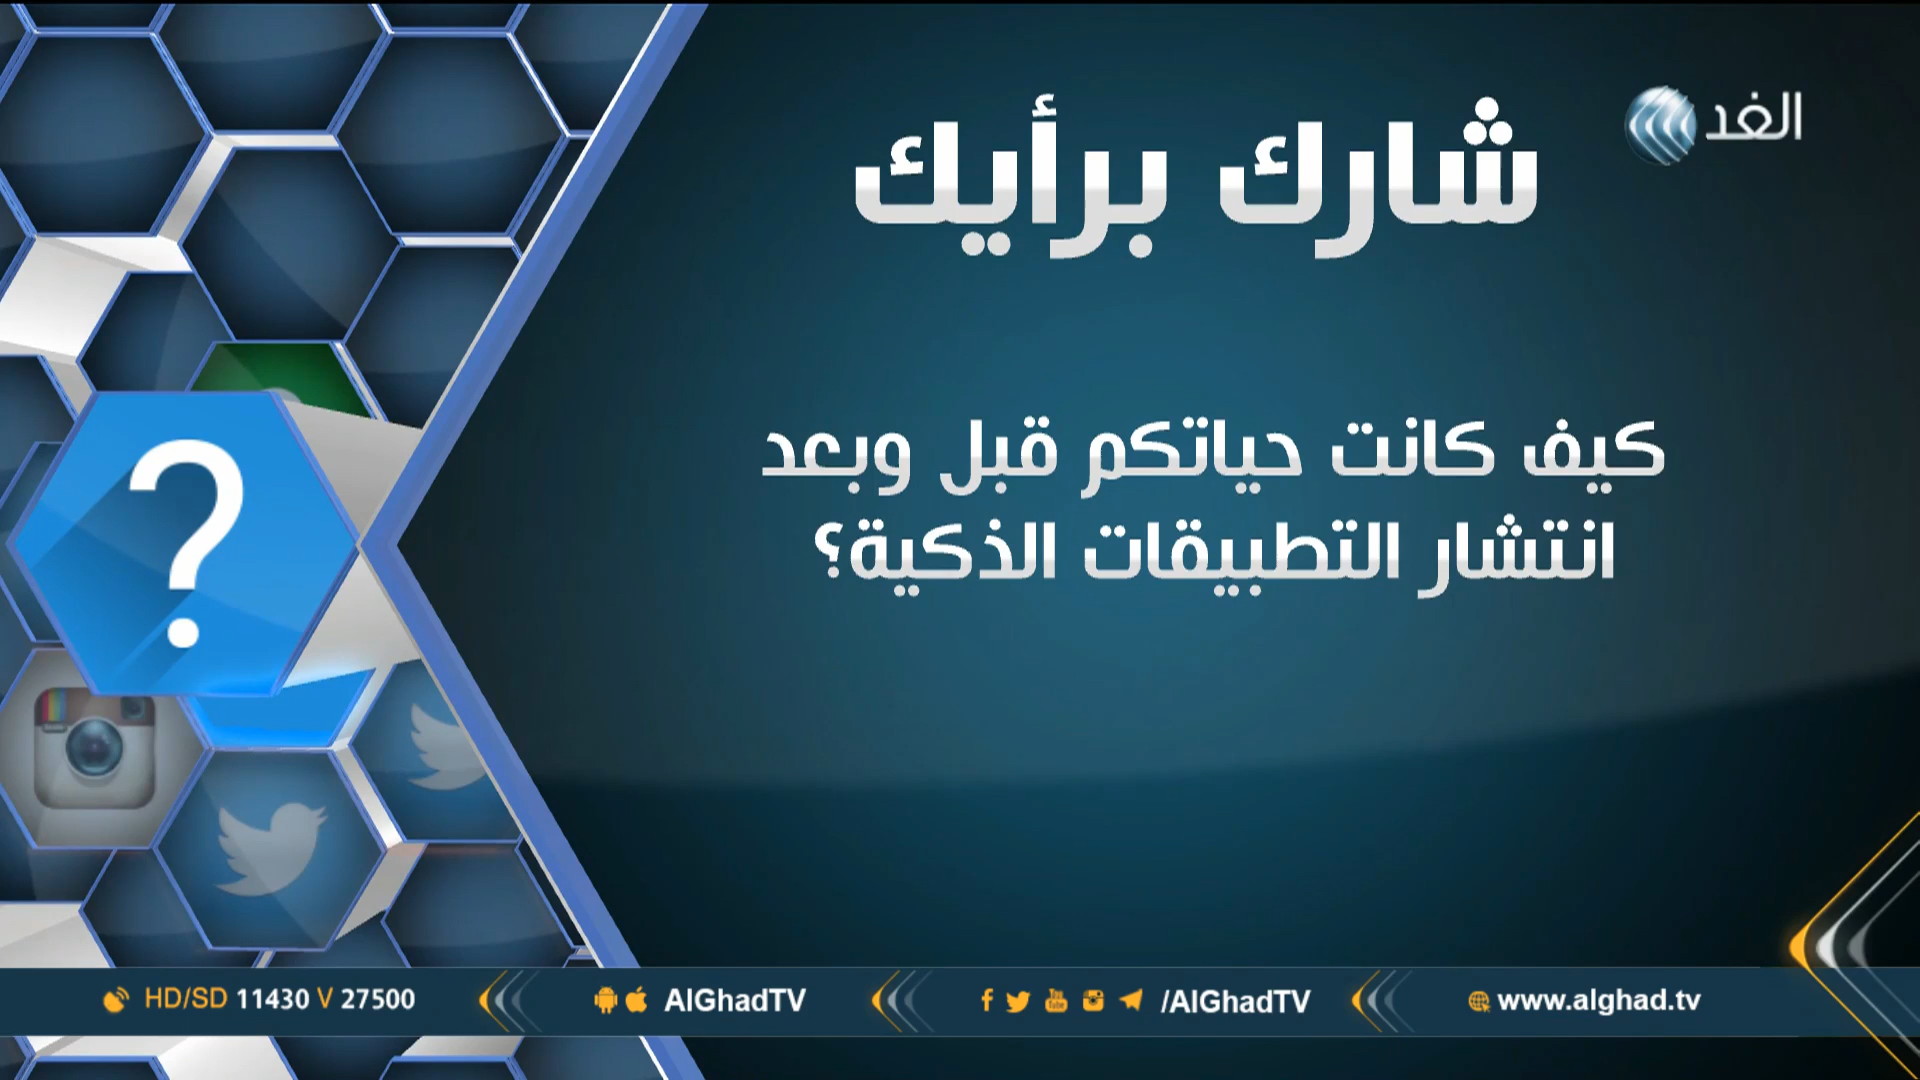 الغد
شارك برأيك
كيف كانت حياتكم قبل وبعد
انتشار التطبيقات الذكية؟
?
HD/SD 11430 V 27500
AlGhadTV
/AlGhadTV
www.alghad.tv